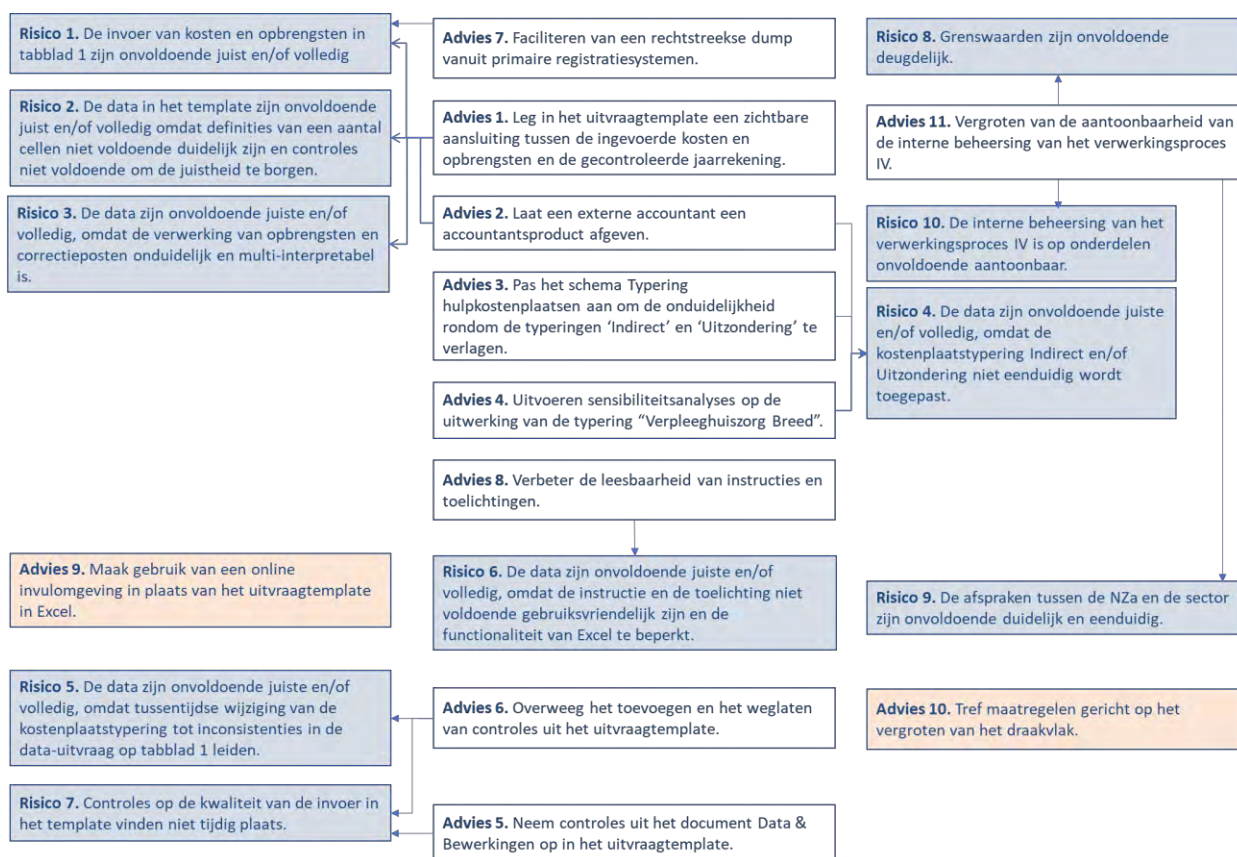 Risico 1. De invoer van kosten en opbrengsten in
tabblad 1 zijn onvoldoende juist en/of volledig
Risico 2. De data in het template zijn onvoldoende
juist en/of volledig omdat definities van een aantal
cellen niet voldoende duidelijk zijn en controles
niet voldoende om de juistheid te borgen.
Risico 3. De data zijn onvoldoende juiste en/of
volledig, omdat de verwerking van opbrengsten en
correctieposten onduidelijk en multi-interpretabel
is.
Advies 7. Faciliteren van een rechtstreekse dump
vanuit primaire registratiesystemen.
Advies 1. Leg in het uitvraagtemplate een zichtbare
aansluiting tussen de ingevoerde kosten en
opbrengsten en de gecontroleerde jaarrekening.
Advies 2. Laat een externe accountant een
accountantsproduct afgeven.
Advies 3. Pas het schema Typering
hulpkostenplaatsen aan om de onduidelijkheid
rondom de typeringen ‘Indirect’ en ‘Uitzondering’ te
verlagen.
Advies 4. Uitvoeren sensibiliteitsanalyses op de
uitwerking van de typering “Verpleeghuiszorg Breed”.
Advies 8. Verbeter de leesbaarheid van instructies en
toelichtingen.
Risico 8. Grenswaarden zijn onvoldoende
deugdelijk.
Advies 11. Vergroten van de aantoonbaarheid van
de interne beheersing van het verwerkingsproces
IV.
Risico 10. De interne beheersing van het
verwerkingsproces IV is op onderdelen
onvoldoende aantoonbaar.
Risico 4. De data zijn onvoldoende juiste
en/of volledig, omdat de
kostenplaatstypering Indirect en/of
Uitzondering niet eenduidig wordt
toegepast.
Advies 9. Maak gebruik van een online
invulomgeving in plaats van het uitvraagtemplate
in Excel.
Risico 6. De data zijn onvoldoende juiste en/of
volledig, omdat de instructie en de toelichting niet
voldoende gebruiksvriendelijk zijn en de
functionaliteit van Excel te beperkt.
Risico 9. De afspraken tussen de NZa en de sector
zijn onvoldoende duidelijk en eenduidig.
Risico 5. De data zijn onvoldoende juiste en/of
volledig, omdat tussentijdse wijziging van de
kostenplaatstypering tot inconsistenties in de
data-uitvraag op tabblad 1 leiden.
Advies 6. Overweeg het toevoegen en het weglaten
van controles uit het uitvraagtemplate.
Advies 10. Tref maatregelen gericht op het
vergroten van het draakvlak.
Risico 7. Controles op de kwaliteit van de invoer in
het template vinden niet tijdig plaats.
Advies 5. Neem controles uit het document Data &
Bewerkingen op in het uitvraagtemplate.